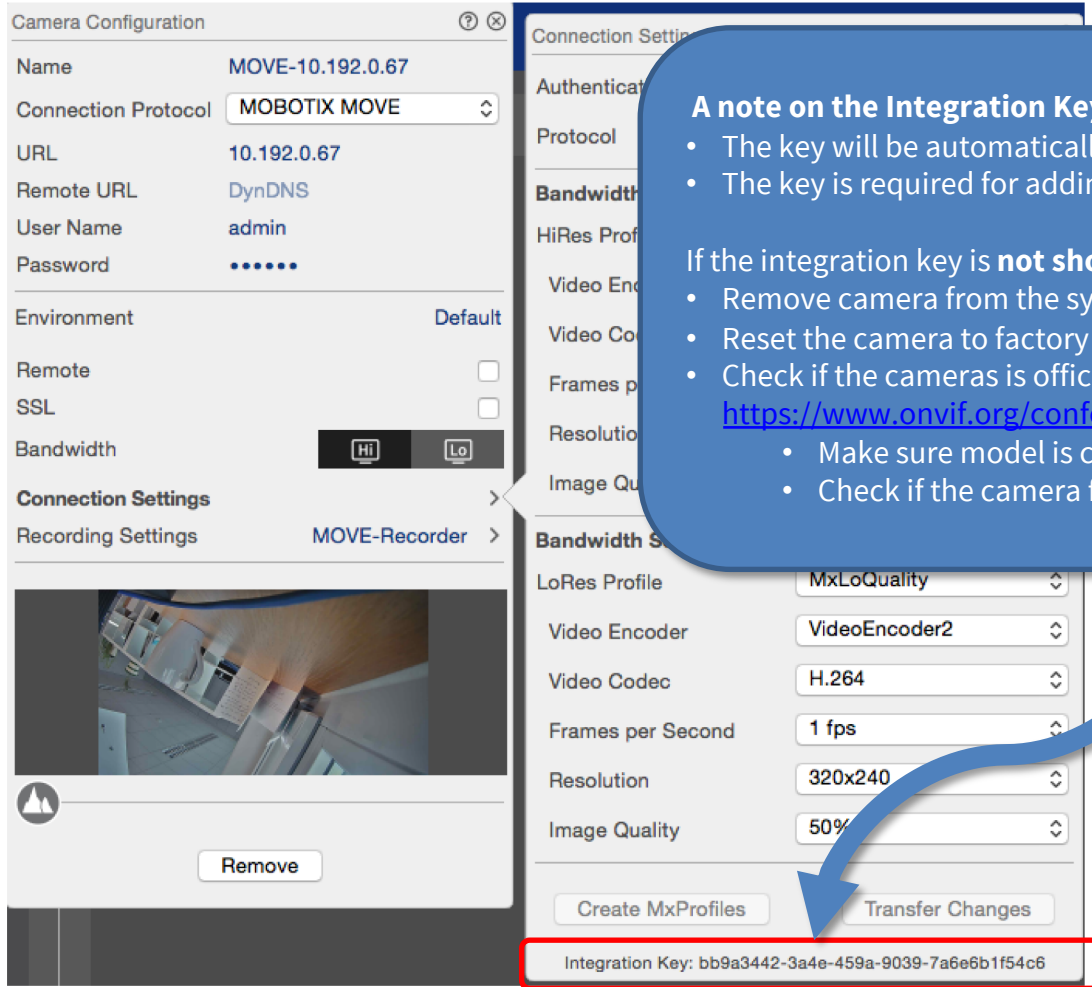 Camera Configuration
Name MOVE-10.192.0.67
Connection Protocol MOBOTIX MOVE
URL 10.192.0.67
Remote URL DynDNS
User Name admin
Password ••••••
Environment Default
Remote
SSL
Bandwidth Hi Lo
Connection Settings
Recording Settings MOVE-Recorder
Remove
Connection Settin
Authenticat
Protocol
Bandwidth
HiRes Prof
Video Enc
Video Co
Frames p
Resolutio
Image Qu
Bandwidth S
LoRes Profile MxLoQuality
Video Encoder VideoEncoder2
Video Codec H.264
Frames per Second 1 fps
Resolution 320x240
Image Quality 50%
Create MxProfiles Transfer Changes
Integration Key: bb9a3442-3a4e-459a-9039-7a6e6b1f54c6
A note on the Integration Key
• The key will be automaticall
• The key is required for addin
If the integration key is not sho
• Remove camera from the sy
• Reset the camera to factory
• Check if the cameras is offic
https://www.onvif.org/confo
• Make sure model is c
• Check if the camera f